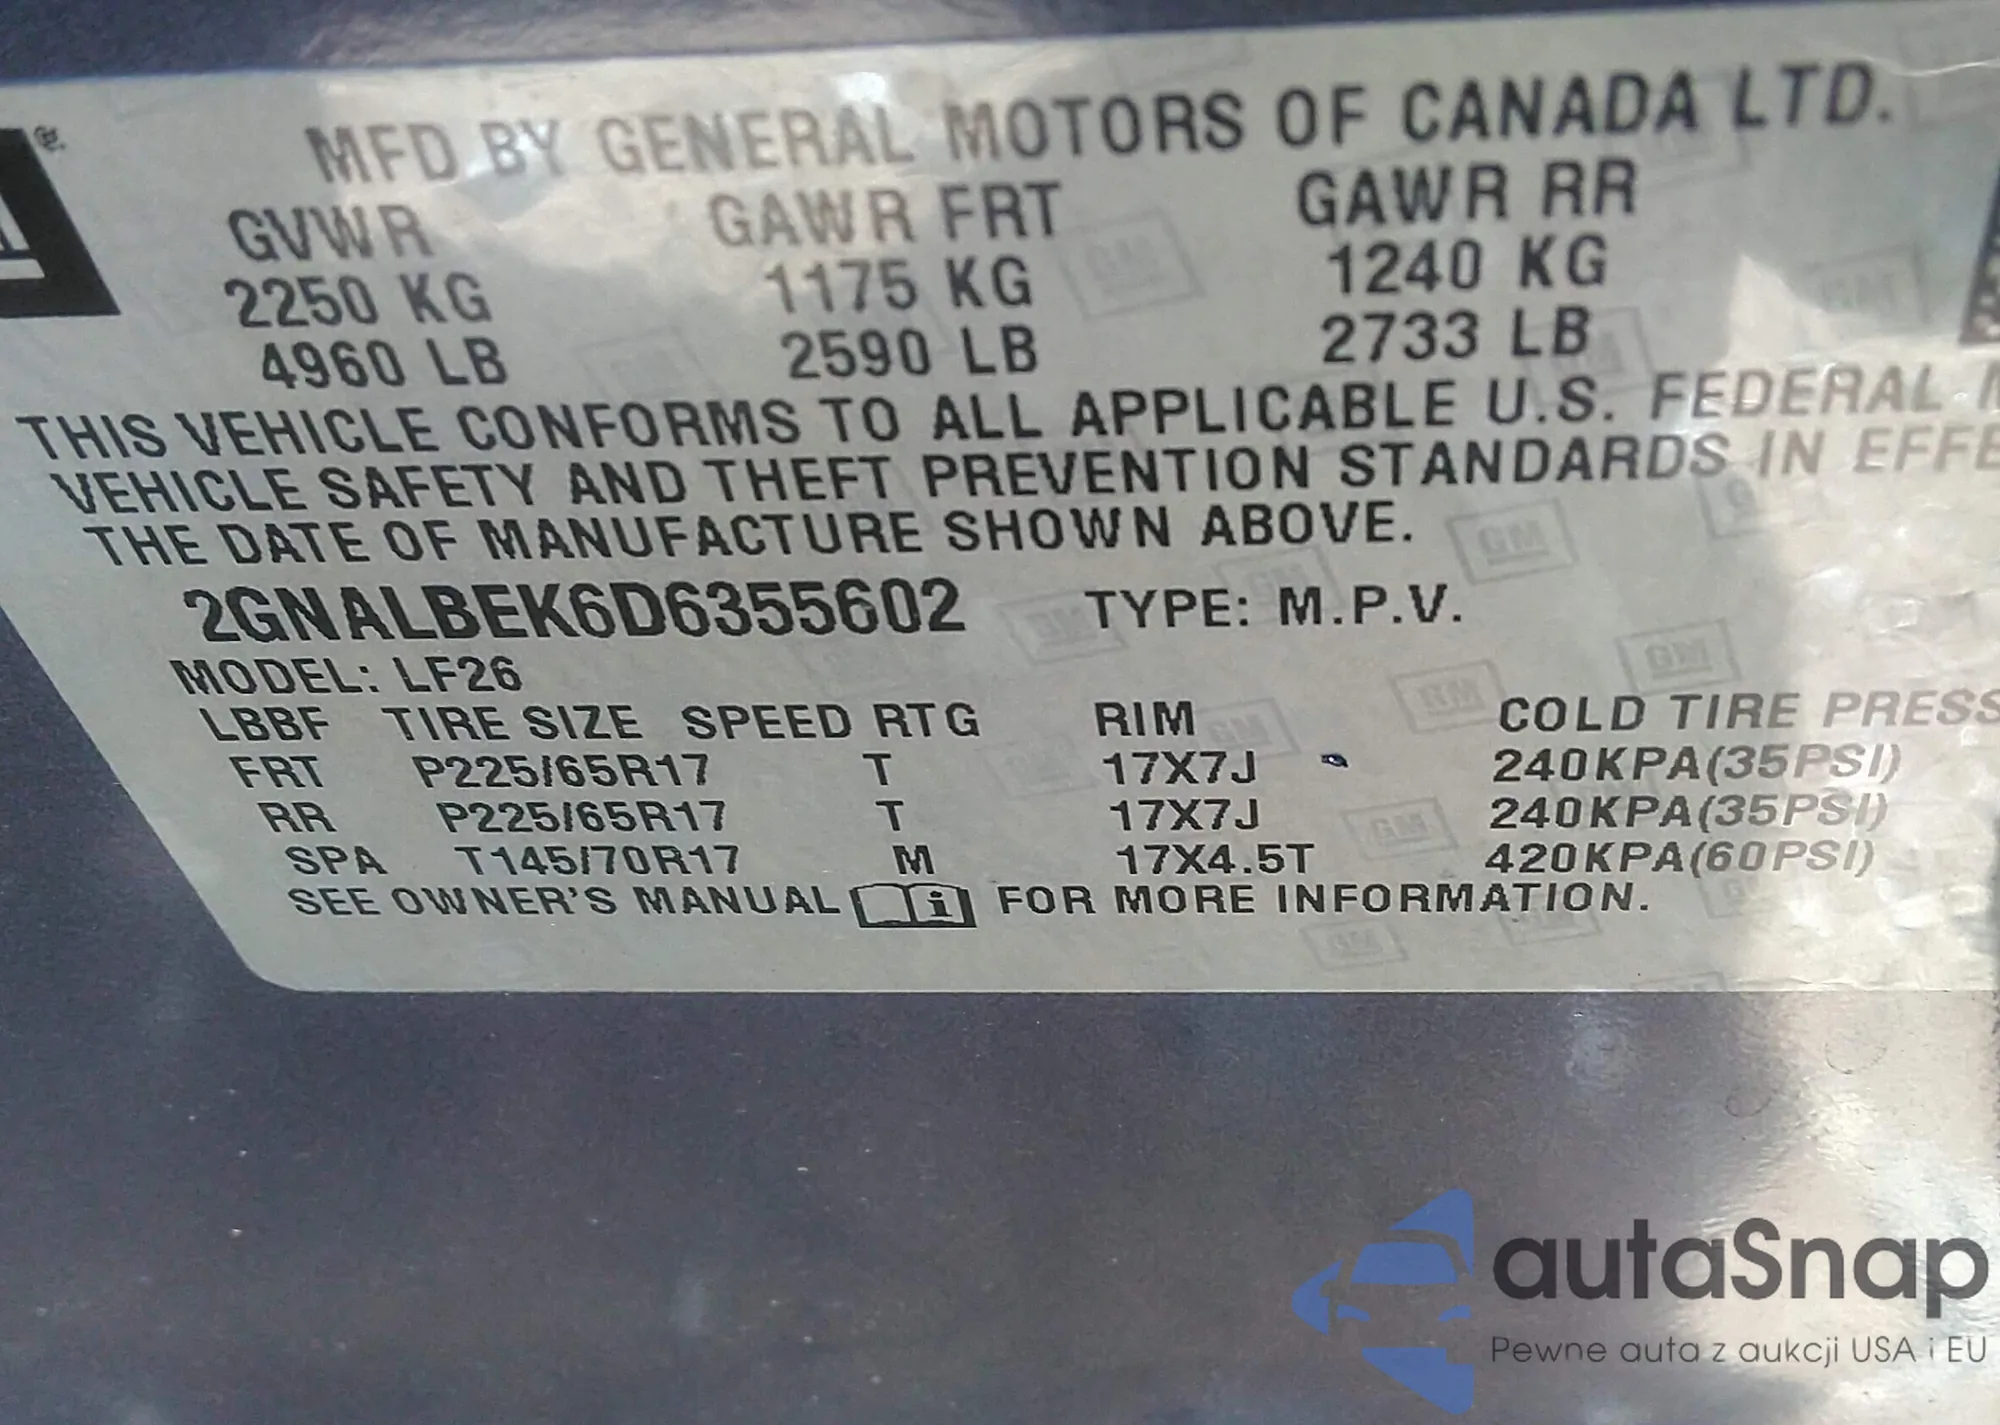 MFD BY GENERAL MOTORS OF CANADA LTD.
GVWR GAWR FRT GAWR RR
2250 KG 1175 KG 1240 KG
4960 LB 2590 LB 2733 LB
THIS VEHICLE CONFORMS TO ALL APPLICABLE U.S. FEDERAL
VEHICLE SAFETY AND THEFT PREVENTION STANDARDS IN EFFE
THE DATE OF MANUFACTURE SHOWN ABOVE.
2GNALBEK6D6355602 TYPE: M.P.V.
MODEL: LF26
LBBF TIRE SIZE SPEED RTG RIM COLD TIRE PRESS
FRT P225/65R17 T 17X7J 240KPA(35PSI)
RR P225/65R17 T 17X7J 240KPA(35PSI)
SPA T145/70R17 M 17X4.5T 420KPA(60PSI)
SEE OWNER'S MANUAL i FOR MORE INFORMATION.
autaSnap
Pewne auta z aukcji USA i EU